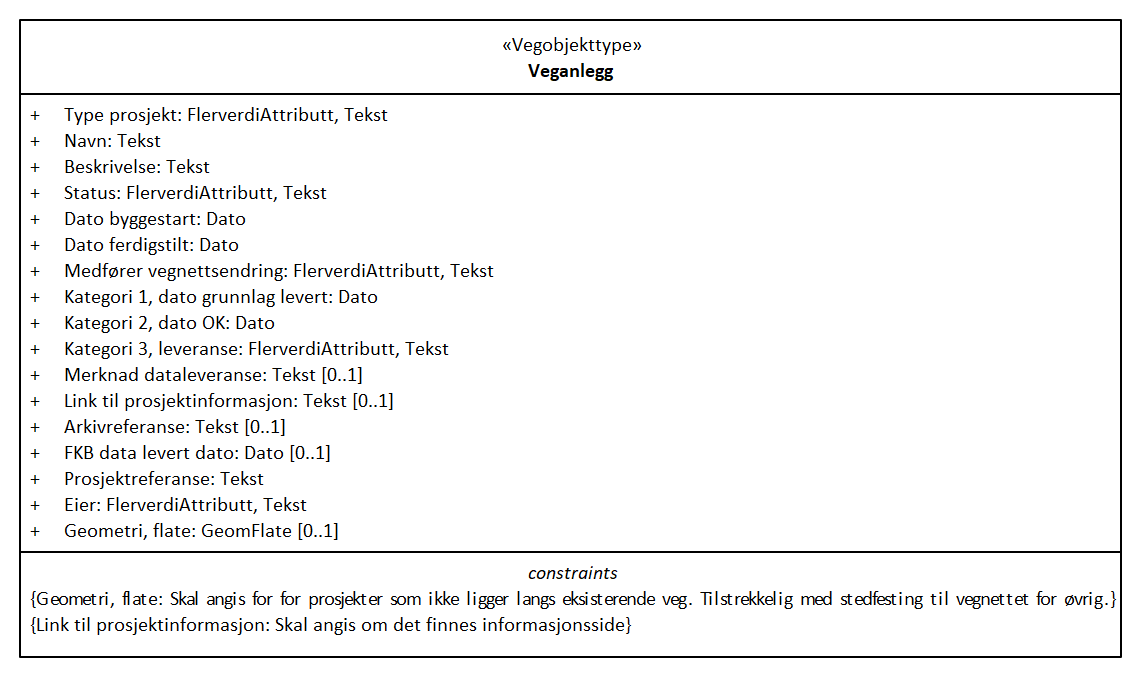 «Vegobjekttype»
Veganlegg
+ Type prosjekt: FlerverdiAttributt, Tekst
+ Navn: Tekst
+ Beskrivelse: Tekst
+ Status: FlerverdiAttributt, Tekst
+ Dato byggestart: Dato
+ Dato ferdigstilt: Dato
+ Medfører vegnettsendring: FlerverdiAttributt, Tekst
+ Kategori 1, dato grunnlag levert: Dato
+ Kategori 2, dato OK: Dato
+ Kategori 3, leveranse: FlerverdiAttributt, Tekst
+ Merknad dataleveranse: Tekst [0..1]
+ Link til prosjektinformasjon: Tekst [0..1]
+ Arkivreferanse: Tekst [0..1]
+ FKB data levert dato: Dato [0..1]
+ Prosjektreferanse: Tekst
+ Eier: FlerverdiAttributt, Tekst
+ Geometri, flate: GeomFlate [0..1]
constraints
{Geometri, flate: Skal angis for for prosjekter som ikke ligger langs eksisterende veg. Tilstrekkelig med stedfesting til vegnettet for øvrig.}
{Link til prosjektinformasjon: Skal angis om det finnes informasjonsside}